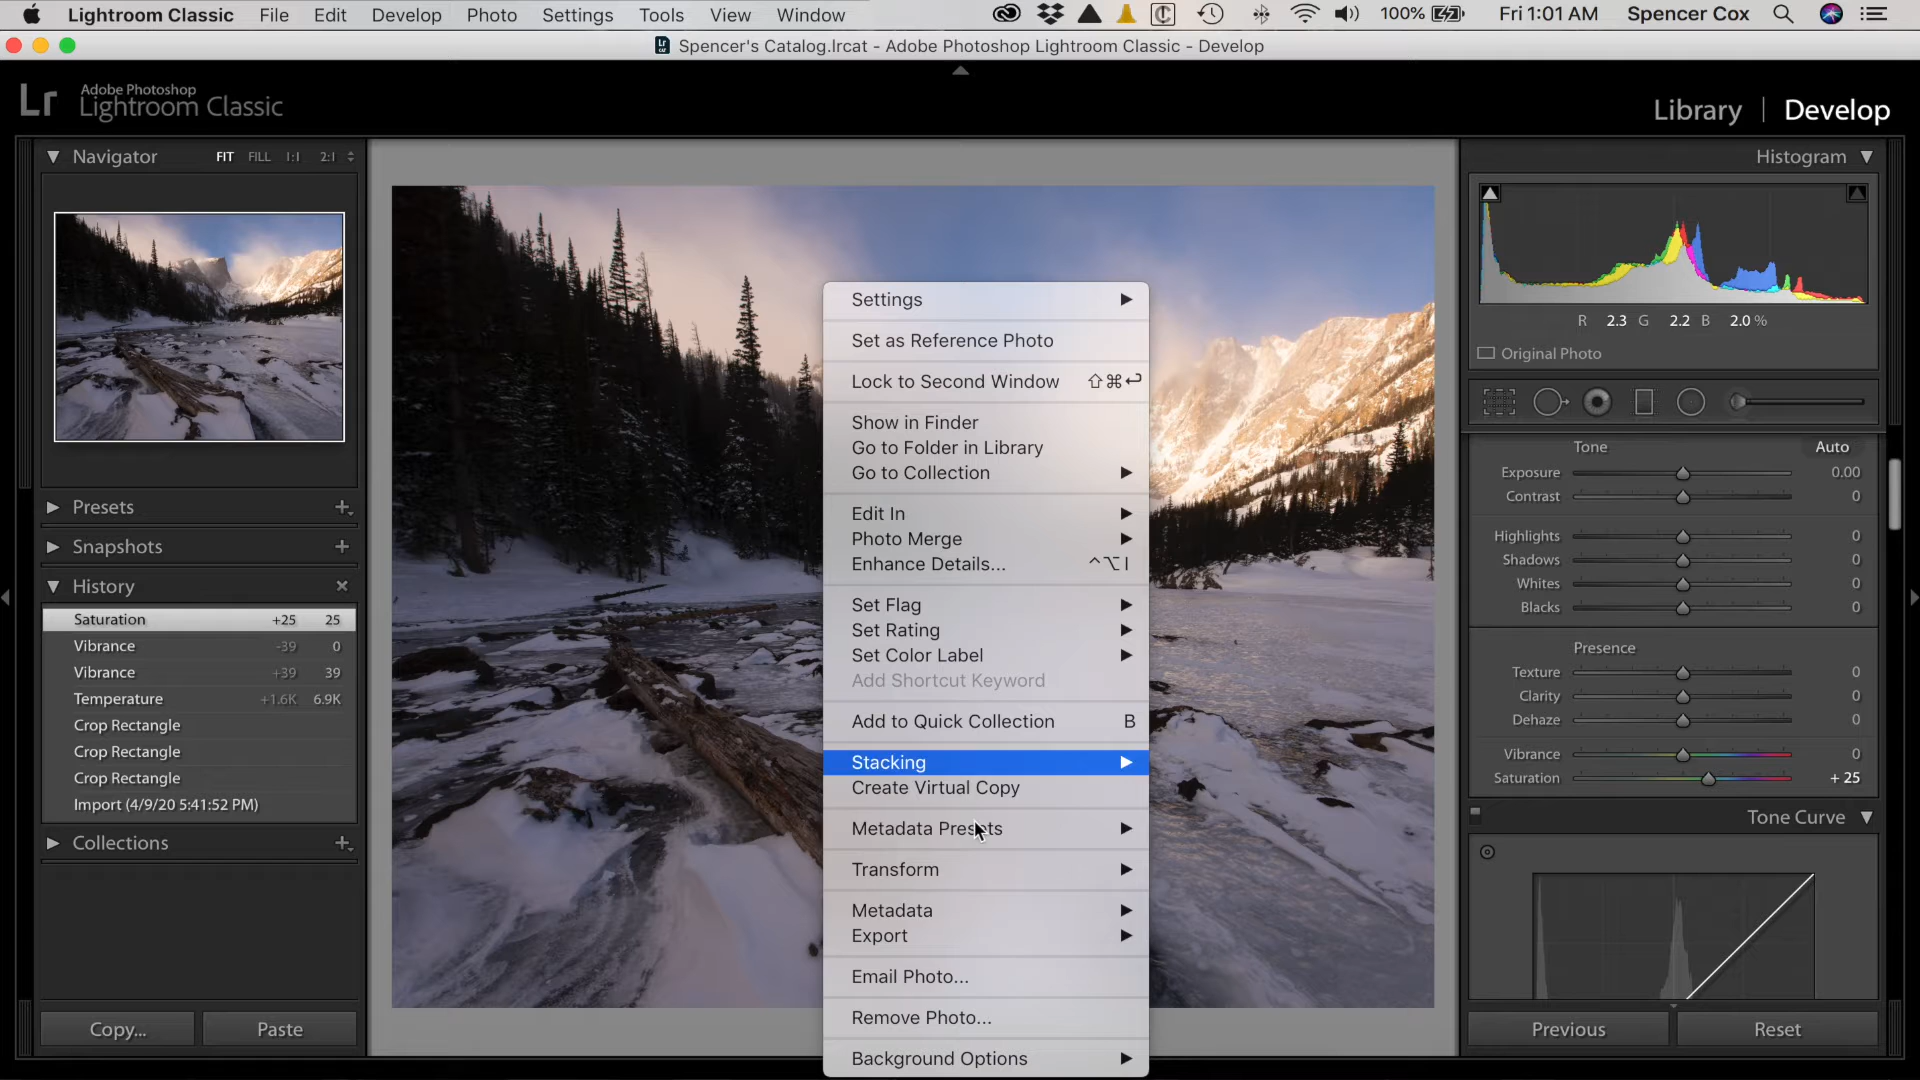 Lightroom Classic File Edit Develop Photo Settings Tools View Window 100% Fri 1:01 AM Spencer Cox
Spencer's Catalog.lrcat - Adobe Photoshop Lightroom Classic - Develop
Lr
Adobe Photoshop
Lightroom Classic
Library | Develop
Navigator FIT FILL 1:1 2:1
Presets
Snapshots
History
Saturation +25 25
Vibrance -39 0
Vibrance +39 39
Temperature +1.6K 6.9K
Crop Rectangle
Crop Rectangle
Crop Rectangle
Import (4/9/20 5:41:52 PM)
Collections
Copy... Paste
Settings
Set as Reference Photo
Lock to Second Window ⇧⌘↩
Show in Finder
Go to Folder in Library
Go to Collection
Edit In
Photo Merge
Enhance Details... ^⌥I
Set Flag
Set Rating
Set Color Label
Add Shortcut Keyword
Add to Quick Collection B
Stacking
Create Virtual Copy
Metadata Presets
Transform
Metadata
Export
Email Photo...
Remove Photo...
Background Options
Histogram
R 2.3 G 2.2 B 2.0 %
Original Photo
Tone Auto
Exposure 0.00
Contrast 0
Highlights 0
Shadows 0
Whites 0
Blacks 0
Presence
Texture 0
Clarity 0
Dehaze 0
Vibrance 0
Saturation + 25
Tone Curve
Previous Reset